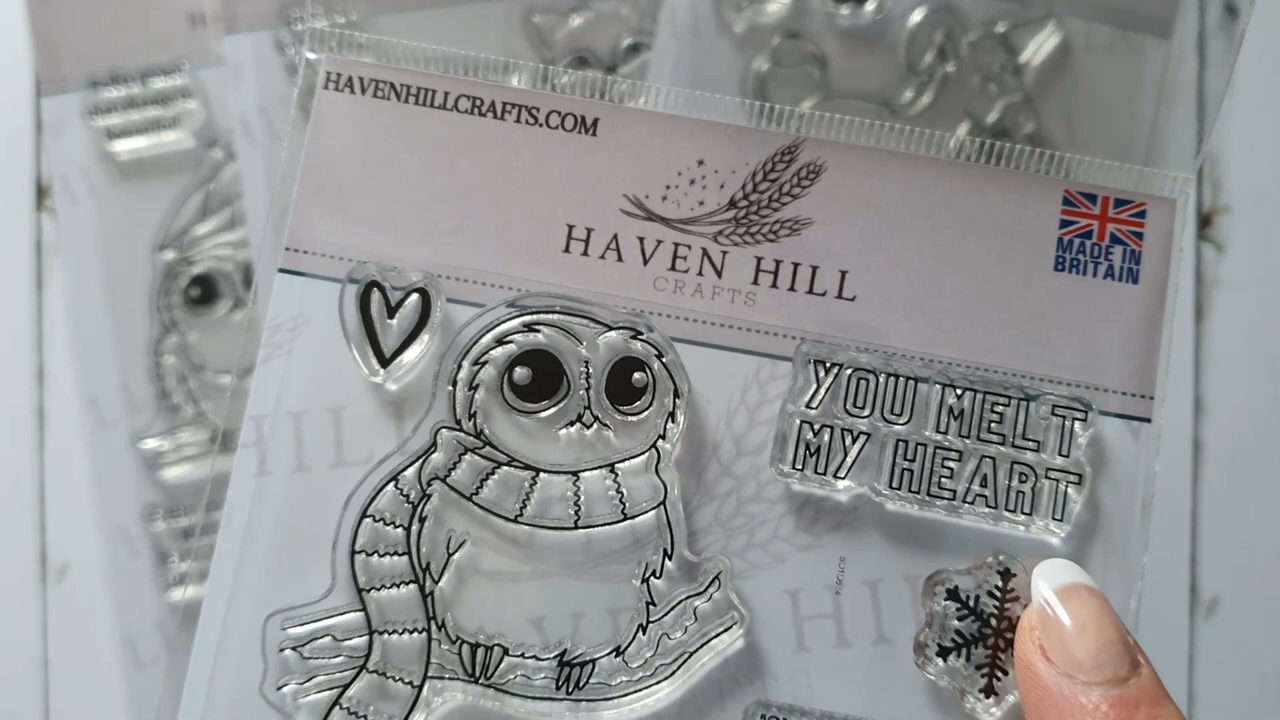 HAVENHILLCRAFTS.COM
HAVEN HILL
CRAFTS
MADE IN
BRITAIN
YOU MELT
MY HEART